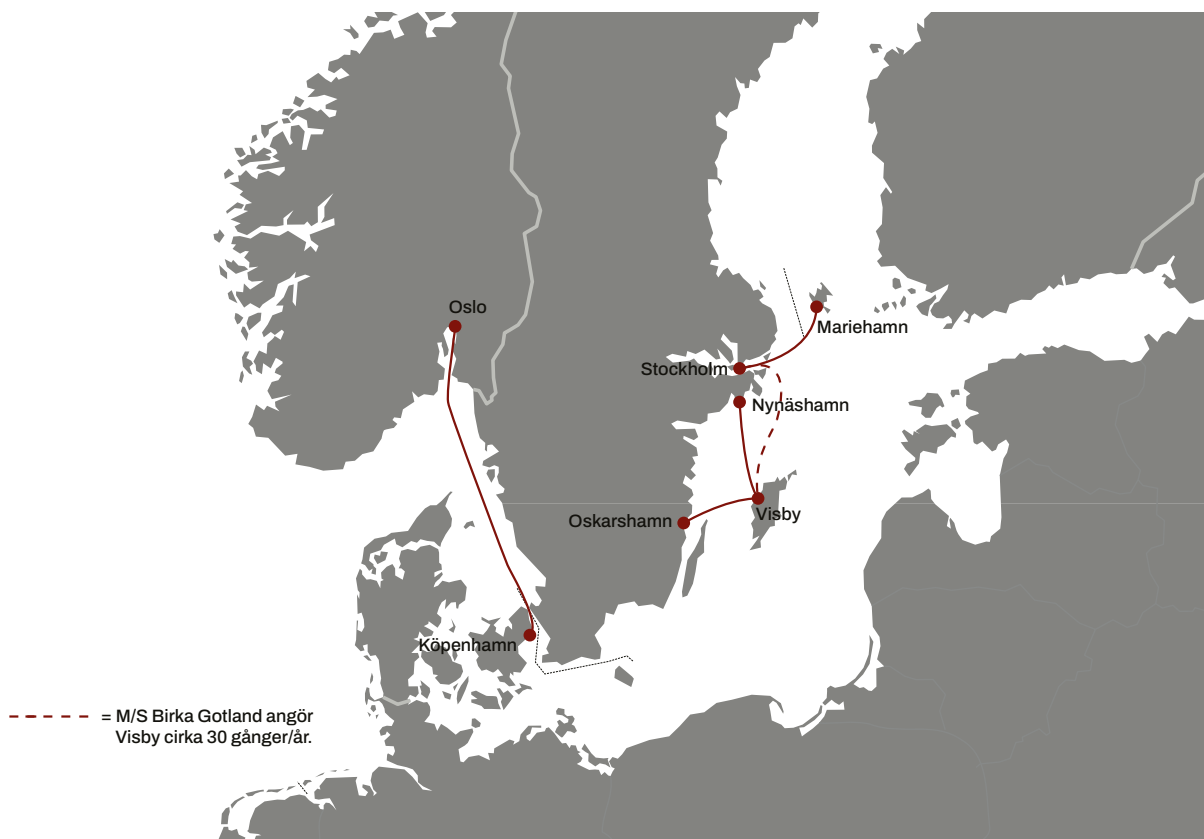 Oslo
Mariehamn
Stockholm
Nynäshamn
Visby
Oskarshamn
Köpenhamn
= M/S Birka Gotland angör
Visby cirka 30 gånger/år.